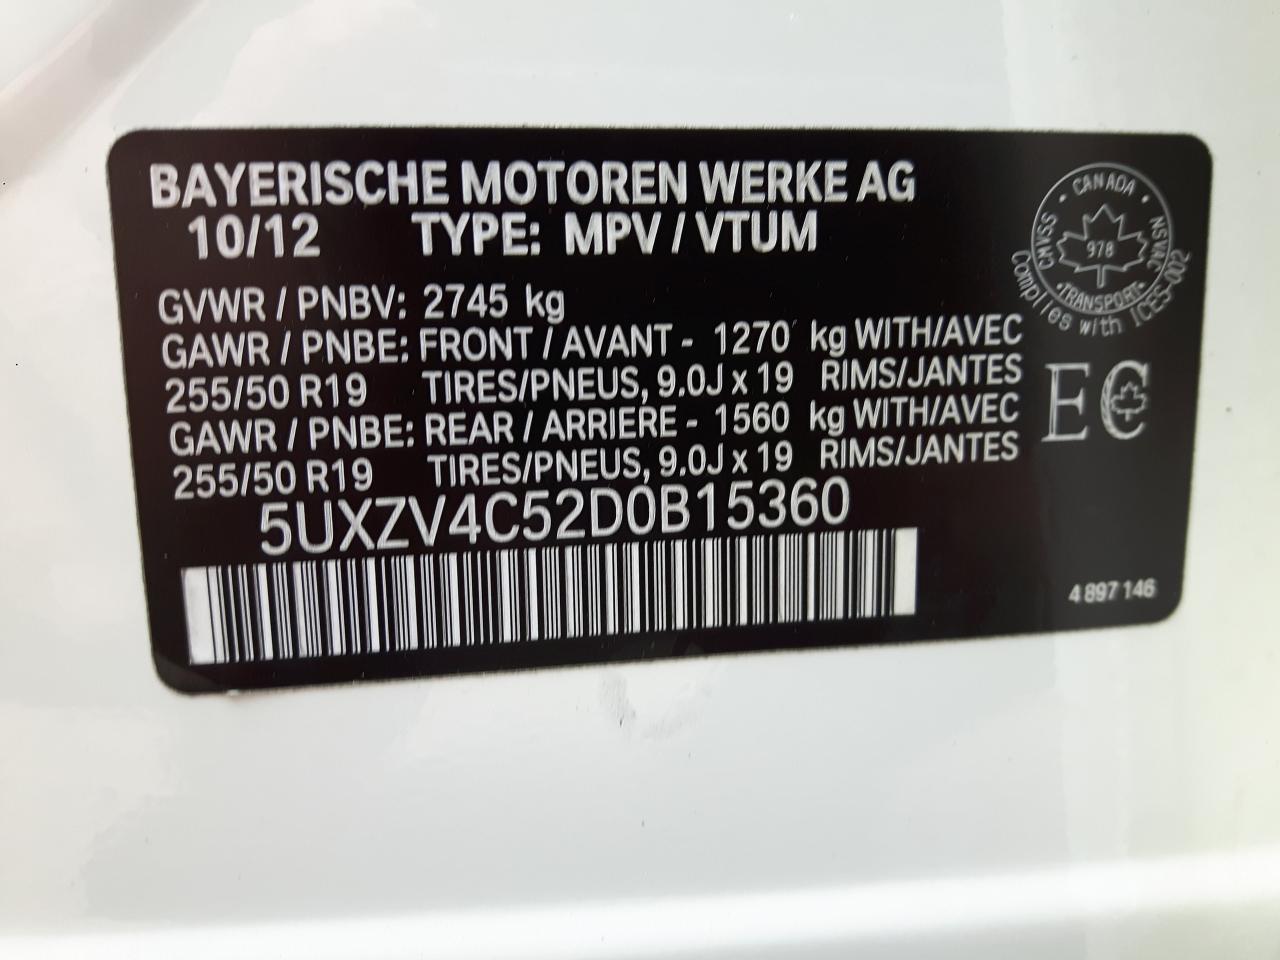 BAYERISCHE MOTOREN WERKE AG
10/12 TYPE: MPV / VTUM
GVWR / PNBV: 2745 kg
GAWR / PNBE: FRONT / AVANT - 1270 kg WITH/AVEC
255/50 R19 TIRES/PNEUS, 9.0J x 19 RIMS/JANTES
GAWR / PNBE: REAR / ARRIERE - 1560 kg WITH/AVEC
255/50 R19 TIRES/PNEUS, 9.0J x 19 RIMS/JANTES
5UXZV4C52D0B15360
4 897 146
CANADA
CMVSS
NSVAC
978
TRANSPORT
Complies with ICES-002
EC